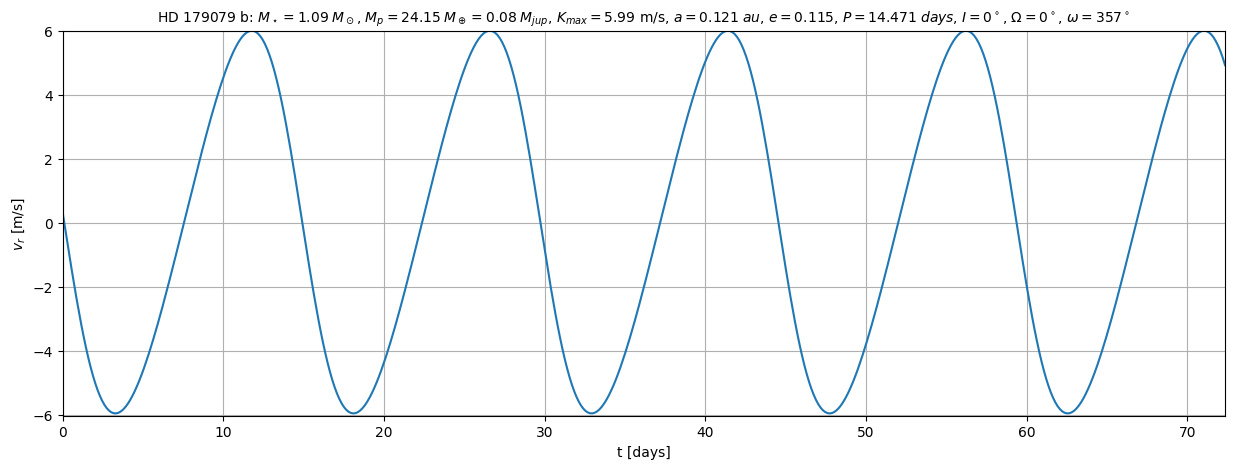 HD 179079 b: M⋆ = 1.09 M⊙, Mp = 24.15 M⊕ = 0.08 Mjup, Kmax = 5.99 m/s, a = 0.121 au, e = 0.115, P = 14.471 days, I = 0°, Ω = 0°, ω = 357°
6
4
2
0
−2
−4
−6
vr [m/s]
0 10 20 30 40 50 60 70
t [days]